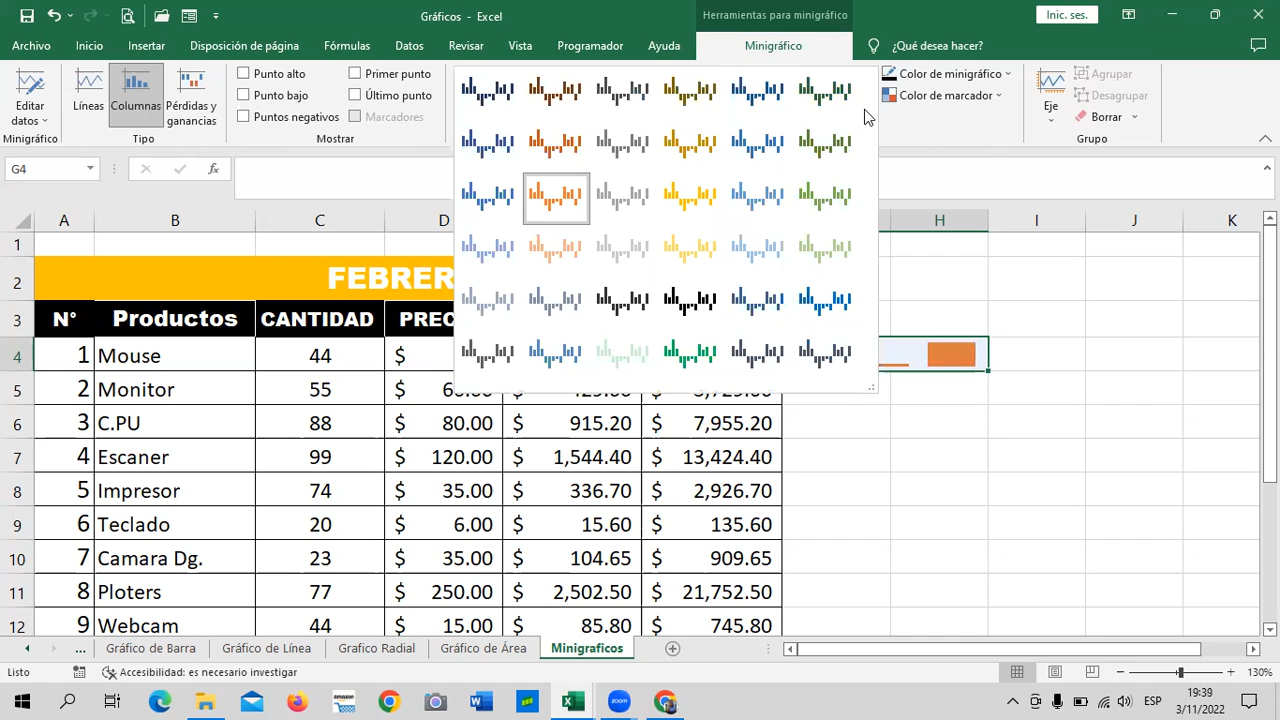 Gráficos - Excel
Herramientas para minigráfico
Inic. ses.
Archivo Inicio Insertar Disposición de página Fórmulas Datos Revisar Vista Programador Ayuda Minigráfico ¿Qué desea hacer?
Editar datos
Líneas
Columnas
Pérdidas y ganancias
Punto alto
Primer punto
Punto bajo
Último punto
Puntos negativos
Marcadores
Color de minigráfico
Color de marcador
Eje
Agrupar
Desagrupar
Borrar
Minigráfico Tipo Mostrar Grupo
G4
fx
A B C D H I J K
1
2 FEBRER
3 N° Productos CANTIDAD PREC
4 1 Mouse 44 $
5 2 Monitor 55 $
6 3 C.PU 88 $ 80.00 $ 915.20 $ 7,955.20
7 4 Escaner 99 $ 120.00 $ 1,544.40 $ 13,424.40
8 5 Impresor 74 $ 35.00 $ 336.70 $ 2,926.70
9 6 Teclado 20 $ 6.00 $ 15.60 $ 135.60
10 7 Camara Dg. 23 $ 35.00 $ 104.65 $ 909.65
11 8 Ploters 77 $ 250.00 $ 2,502.50 $ 21,752.50
12 9 Webcam 44 $ 15.00 $ 85.80 $ 745.80
... Gráfico de Barra Gráfico de Línea Grafico Radial Gráfico de Área Minigraficos
Listo Accesibilidad: es necesario investigar 130%
amazon
zoom
ESP
19:39
3/11/2022